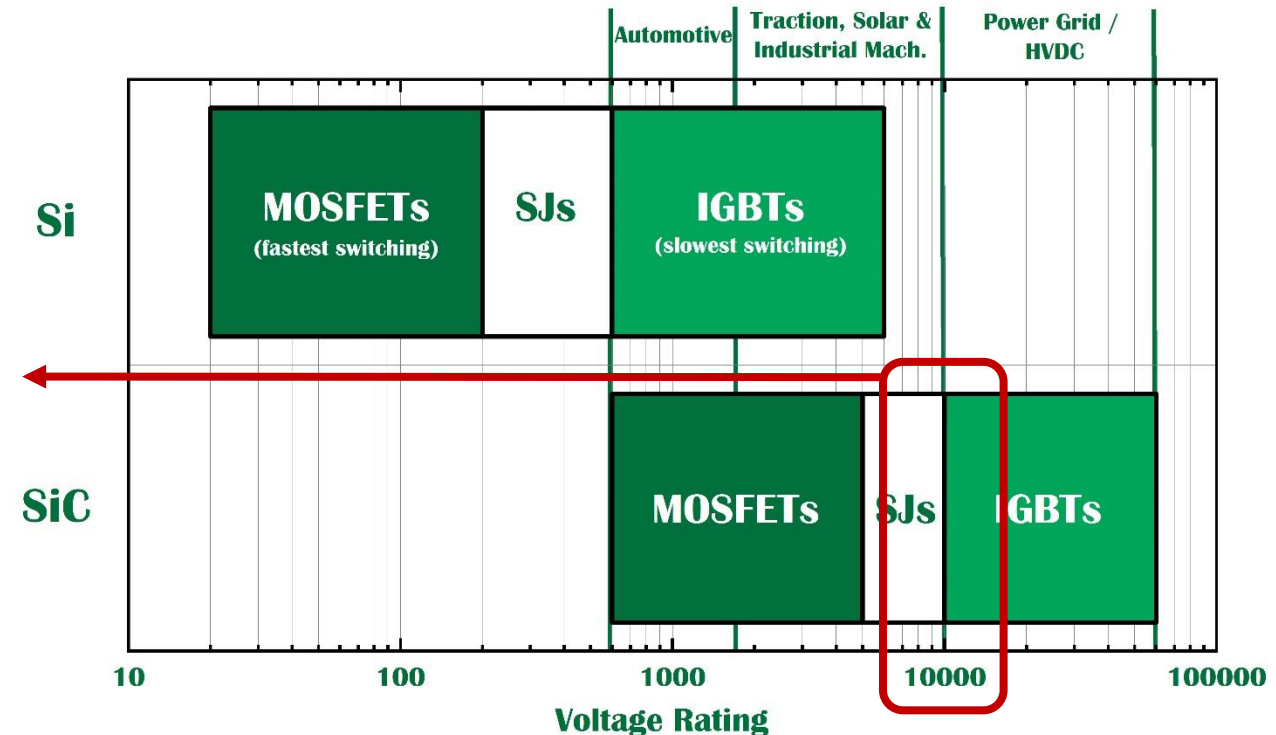 Automotive
Traction, Solar &
Industrial Mach.
Power Grid /
HVDC
Si
MOSFETs
(fastest switching)
SJs
IGBTs
(slowest switching)
SiC
MOSFETs
SJs
IGBTs
10
100
1000
10000
100000
Voltage Rating